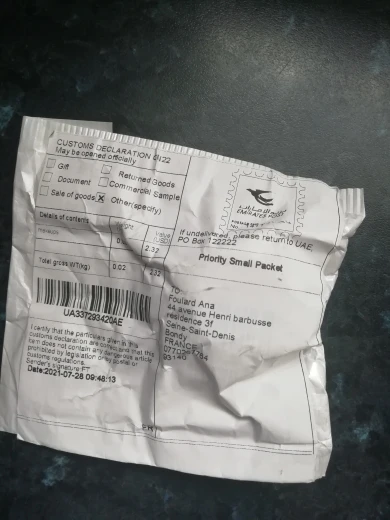 CUSTOMS DECLARATION CN22
May be opened officially
Gift
Returned Goods
Document
Commercial Sample
Sale of goods X Other(specify)
Details of contents
Value
2.32
Total gross WT(kg)
0.02
2.32
UA337293420AE
I certify that the particulars given in this
customs declaration are correct and that this
item does not contain any dangerous article
prohibited by legislation or by postal or
customs regulations.
Sender's signature:FT
Date:2021-07-28 09:48:13
If undelivered, please return to UAE,
PO Box 122222
Priority Small Packet
TO
Foulard Ana
44 avenue Henri barbusse
residence 3f
Seine-Saint-Denis
Bondy
FRANCE
93140